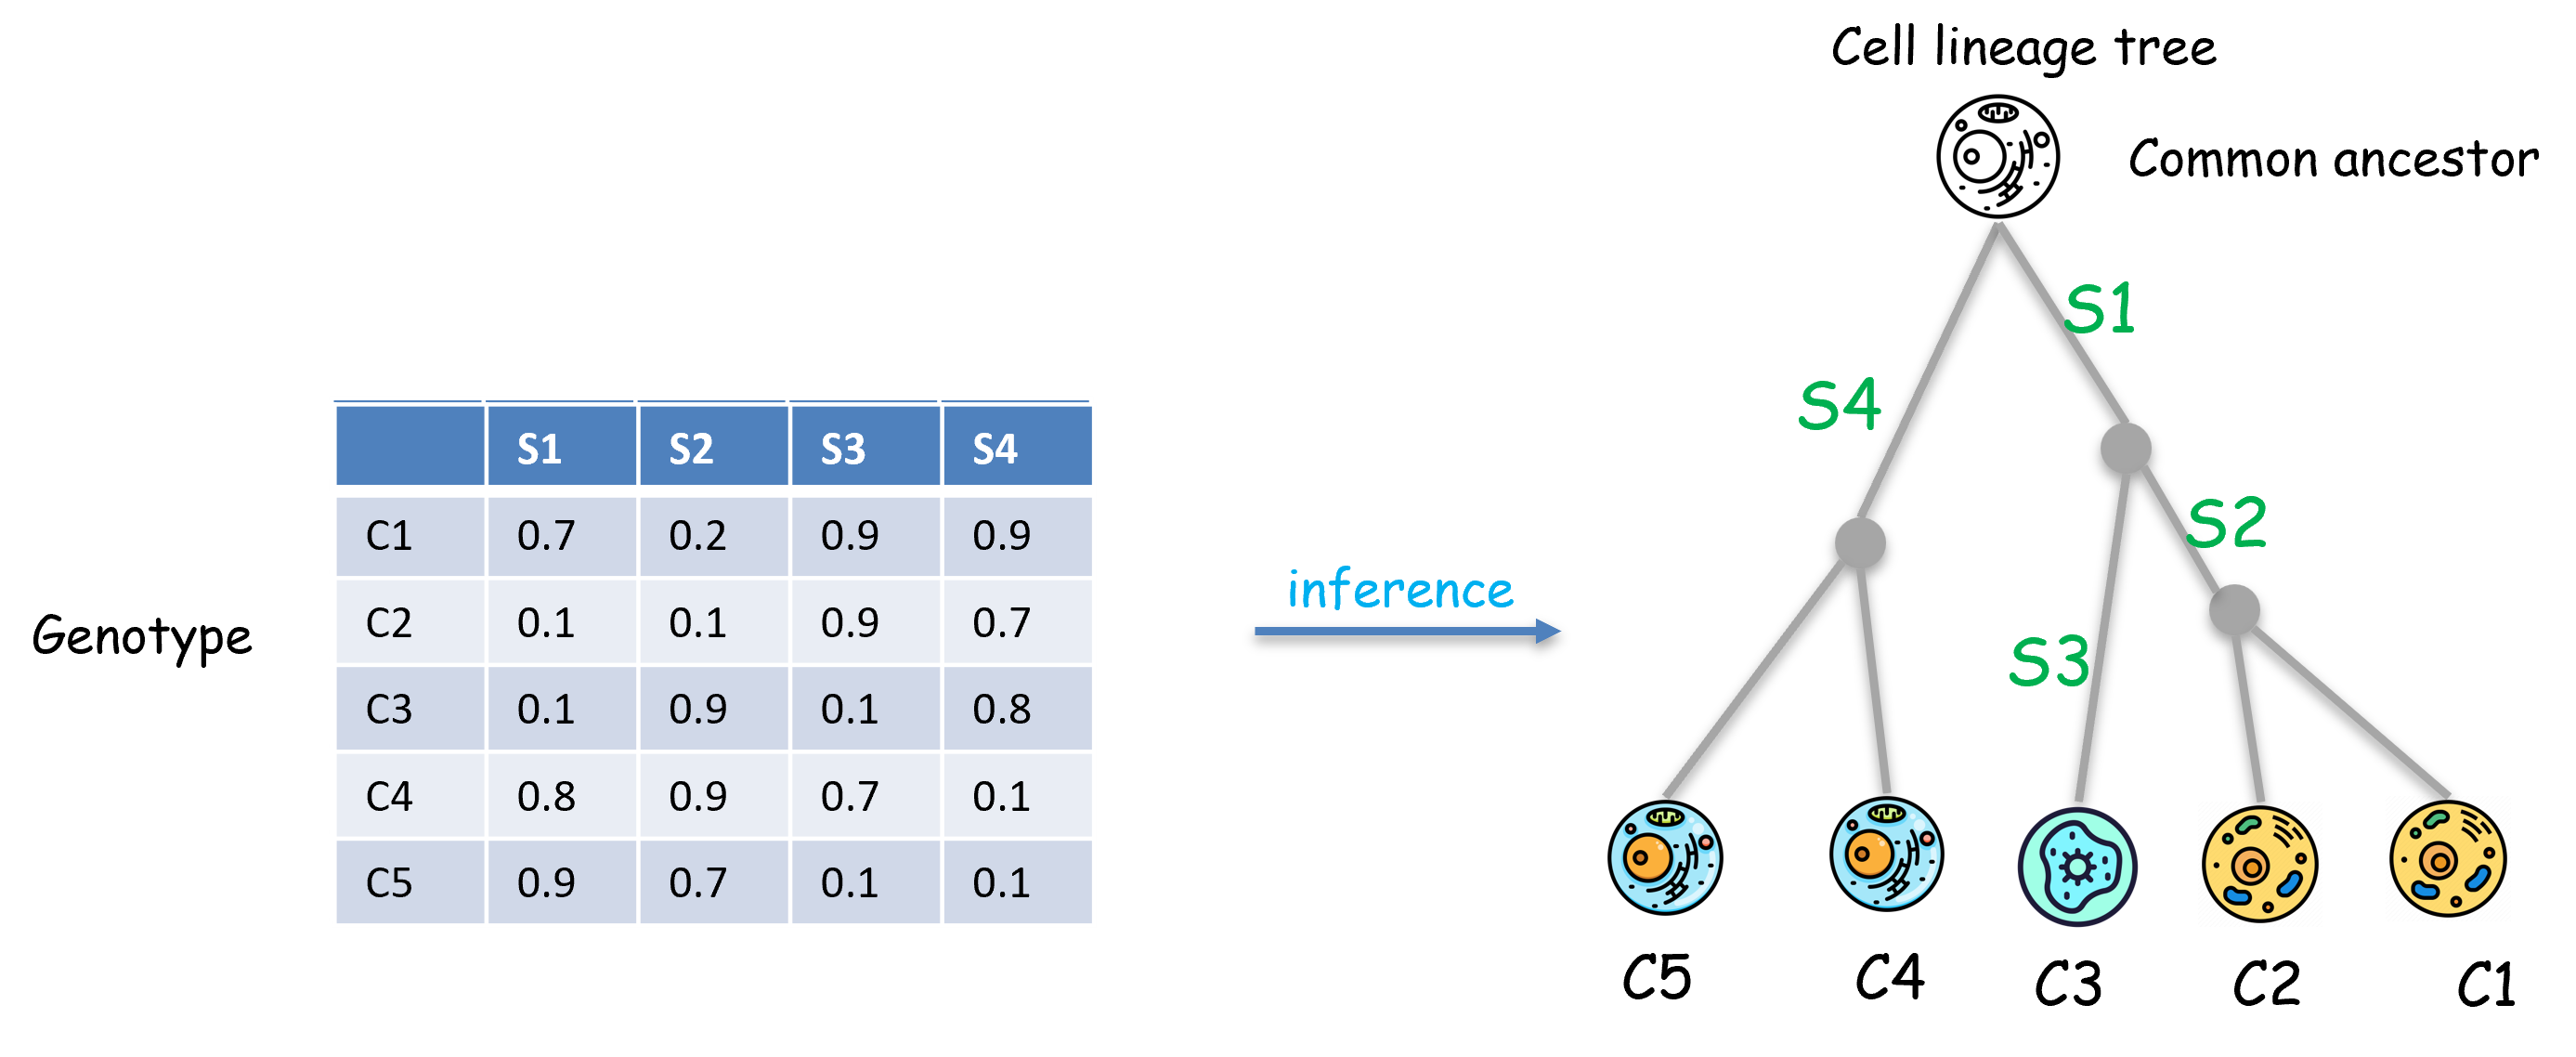 Cell lineage tree
Common ancestor
S1
S4
S2
S3
Genotype
S1 S2 S3 S4
C1 0.7 0.2 0.9 0.9
C2 0.1 0.1 0.9 0.7
C3 0.1 0.9 0.1 0.8
C4 0.8 0.9 0.7 0.1
C5 0.9 0.7 0.1 0.1
inference
C5 C4 C3 C2 C1